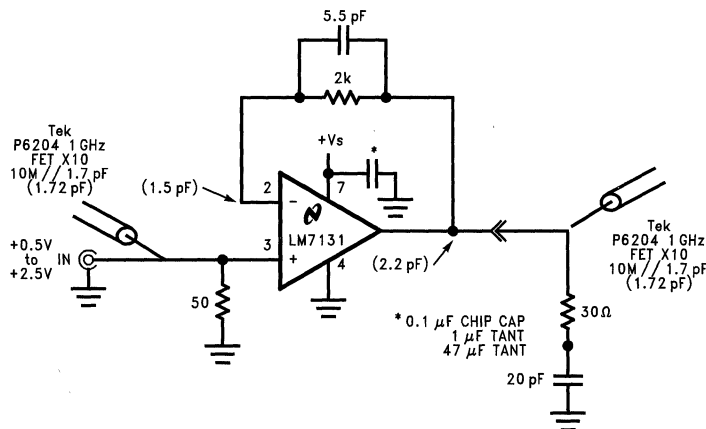 5.5 pF
2k
Tek
P6204 1 GHz
FET X10
10M // 1.7 pF
(1.72 pF)
+Vs
*
(1.5 pF)
2
7
-
LM7131
3
+
4
+0.5V
to
+2.5V
IN
50
(2.2 pF)
Tek
P6204 1 GHz
FET X10
10M // 1.7 pF
(1.72 pF)
* 0.1 μF CHIP CAP
1 μF TANT
47 μF TANT
30Ω
20 pF